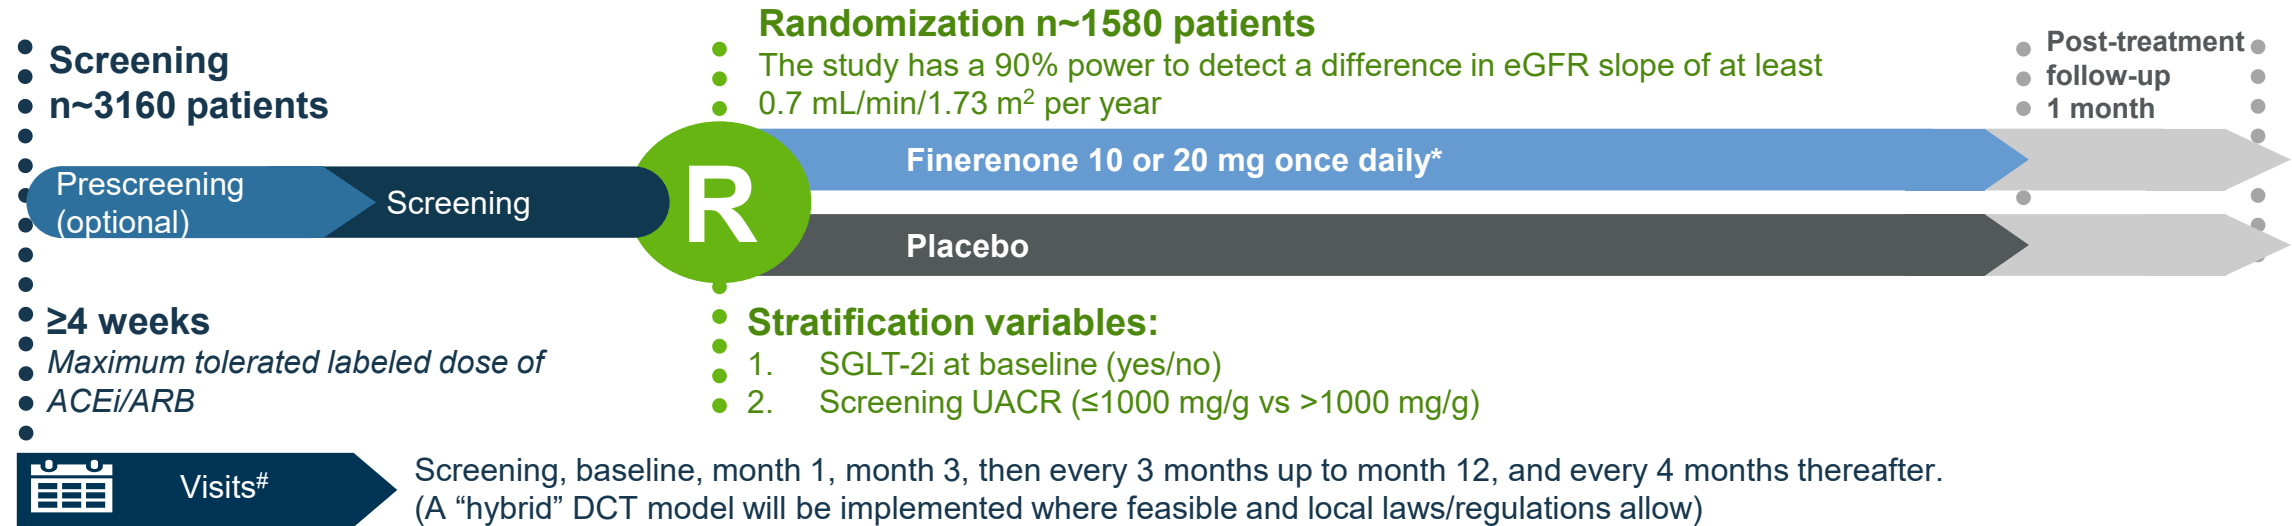 Screening
n~3160 patients
Randomization n~1580 patients
The study has a 90% power to detect a difference in eGFR slope of at least
0.7 mL/min/1.73 m² per year
Post-treatment
follow-up
1 month
Prescreening
(optional)
Screening
R
Finerenone 10 or 20 mg once daily*
Placebo
≥4 weeks
Maximum tolerated labeled dose of
ACEi/ARB
Stratification variables:
1. SGLT-2i at baseline (yes/no)
2. Screening UACR (≤1000 mg/g vs >1000 mg/g)
Visits#
Screening, baseline, month 1, month 3, then every 3 months up to month 12, and every 4 months thereafter.
(A “hybrid” DCT model will be implemented where feasible and local laws/regulations allow)